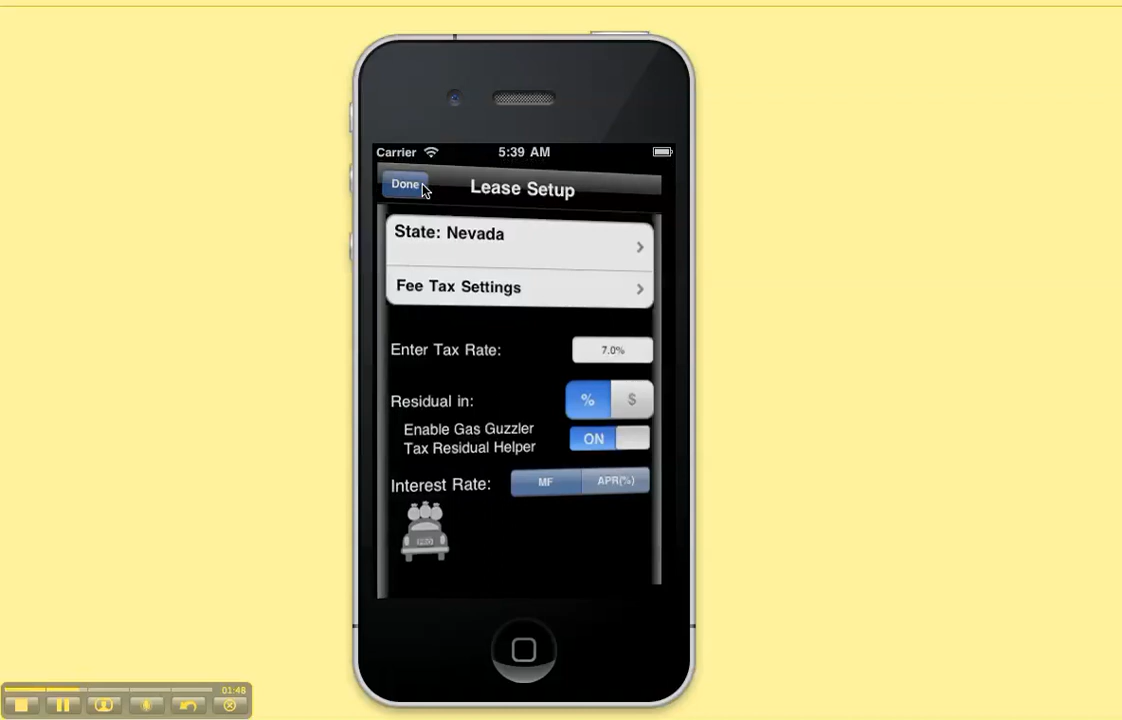 Carrier 5:39 AM
Done Lease Setup
State: Nevada
Fee Tax Settings
Enter Tax Rate: 7.0%
Residual in: % $
Enable Gas Guzzler
Tax Residual Helper ON
Interest Rate: MF APR(%)
01:48